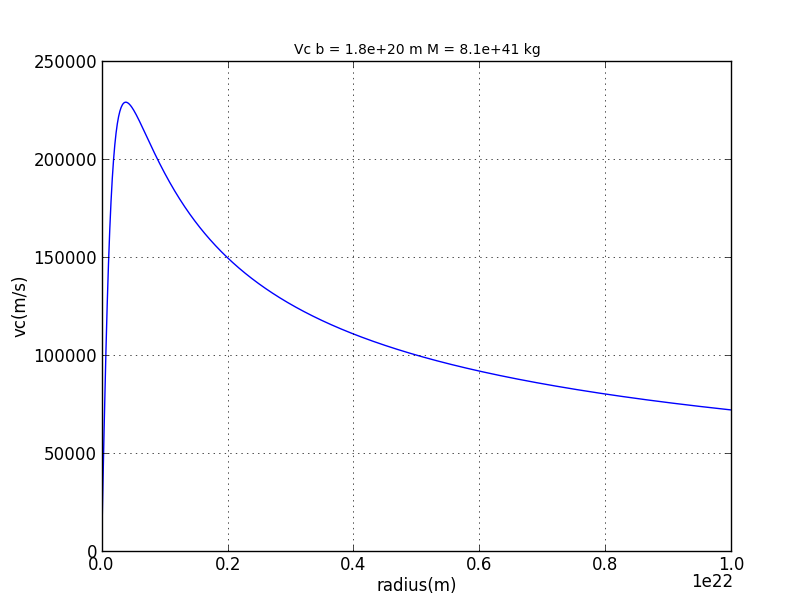 Vc b = 1.8e+20 m M = 8.1e+41 kg
250000
200000
150000
100000
50000
0
vc(m/s)
0.0 0.2 0.4 0.6 0.8 1.0
1e22
radius(m)